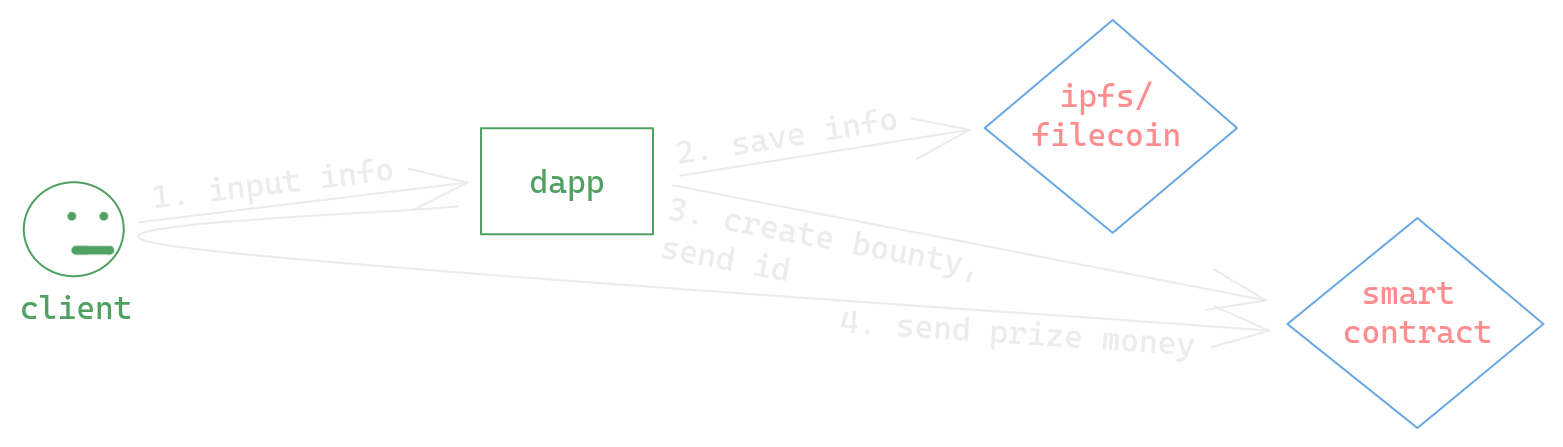 1. input info
2. save info
3. create bounty,
send id
4. send prize money
client
dapp
ipfs/
filecoin
smart
contract